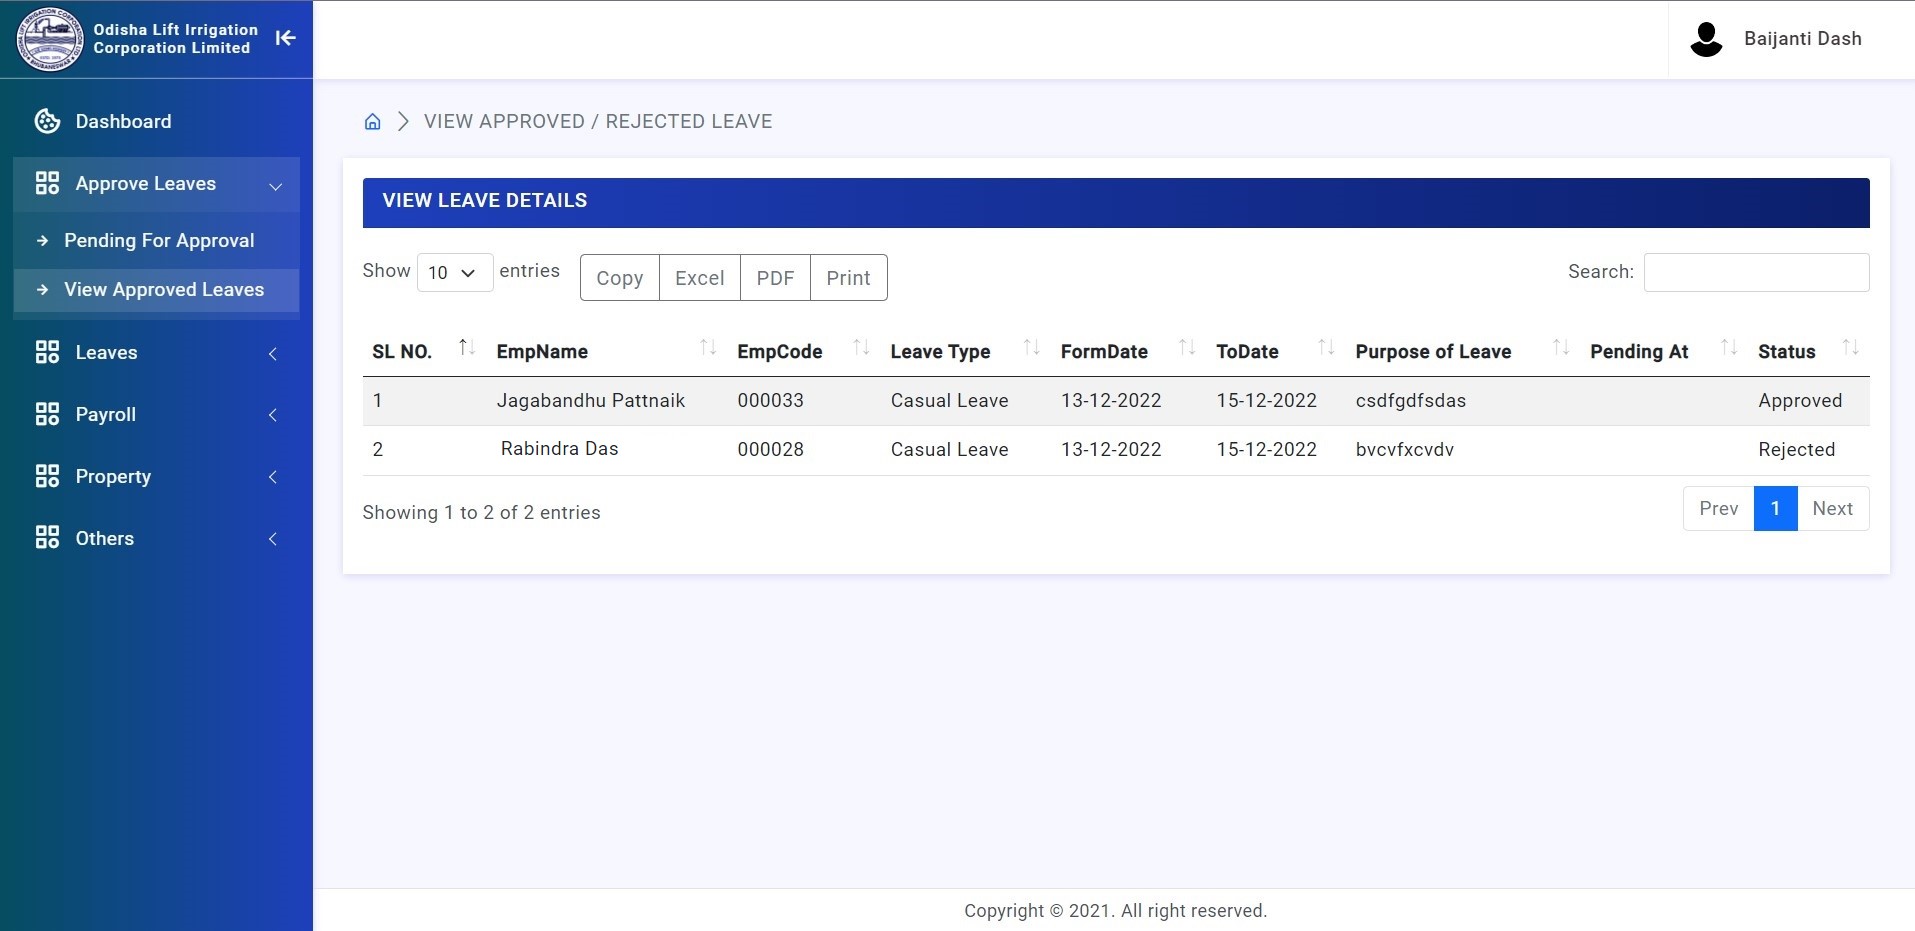 Odisha Lift Irrigation
Corporation Limited
Baijanti Dash
Dashboard
Approve Leaves
Pending For Approval
View Approved Leaves
Leaves
Payroll
Property
Others
VIEW APPROVED / REJECTED LEAVE
VIEW LEAVE DETAILS
Show 10 entries Copy Excel PDF Print Search:
SL NO. EmpName EmpCode Leave Type FormDate ToDate Purpose of Leave Pending At Status
1 Jagabandhu Pattnaik 000033 Casual Leave 13-12-2022 15-12-2022 csdfgdfsdas Approved
2 Rabindra Das 000028 Casual Leave 13-12-2022 15-12-2022 bvcvfxcvdv Rejected
Showing 1 to 2 of 2 entries
Prev 1 Next
Copyright © 2021. All right reserved.